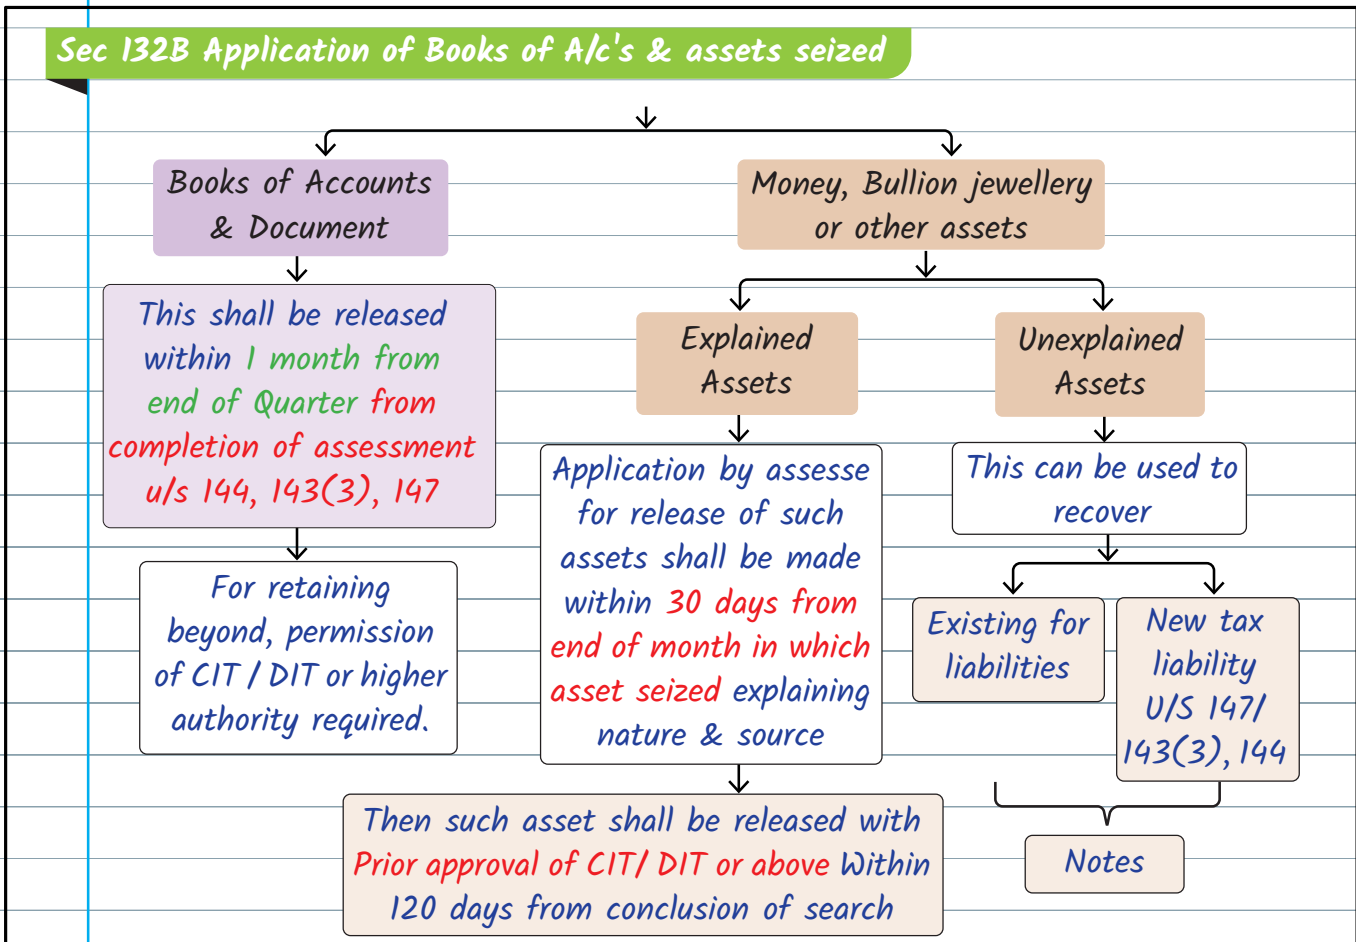 Sec 132B Application of Books of A/c's & assets seized
Books of Accounts
& Document
Money, Bullion jewellery
or other assets
This shall be released
within 1 month from
end of Quarter from
completion of assessment
u/s 144, 143(3), 147
For retaining
beyond, permission
of CIT / DIT or higher
authority required.
Explained
Assets
Unexplained
Assets
Application by assesse
for release of such
assets shall be made
within 30 days from
end of month in which
asset seized explaining
nature & source
This can be used to
recover
Existing for
liabilities
New tax
liability
U/S 147/
143(3), 144
Then such asset shall be released with
Prior approval of CIT/ DIT or above Within
120 days from conclusion of search
Notes